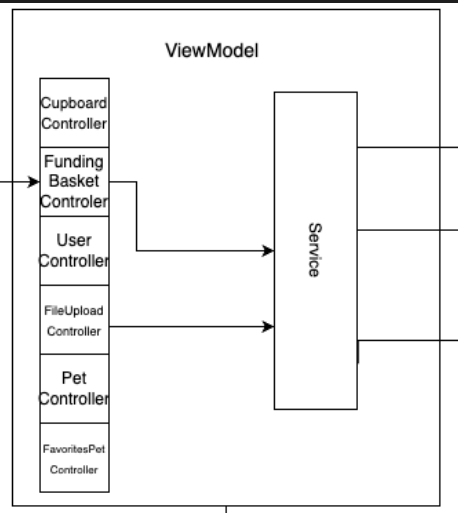 ViewModel
Cupboard
Controller
Funding
Basket
Controler
User
Controller
FileUpload
Controller
Pet
Controller
FavoritesPet
Controller
Service